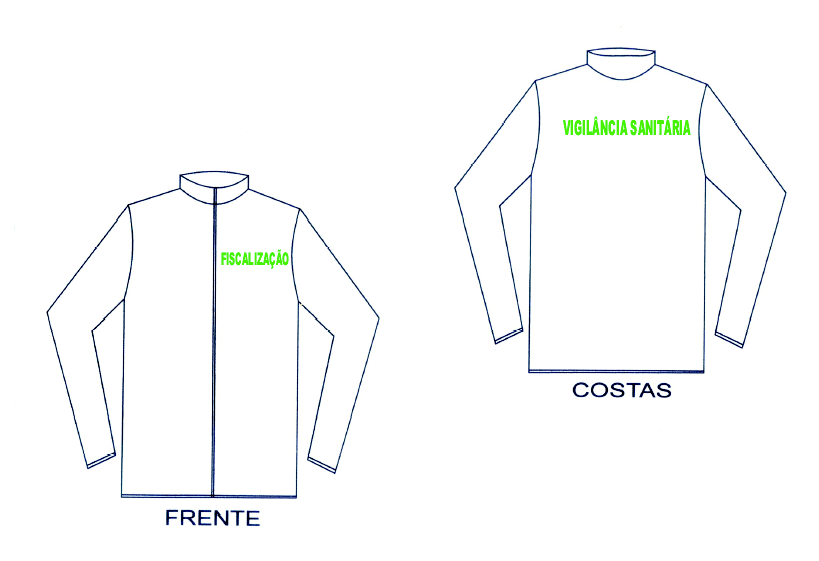 VIGILÂNCIA SANITÁRIA
COSTAS
FISCALIZAÇÃO
FRENTE